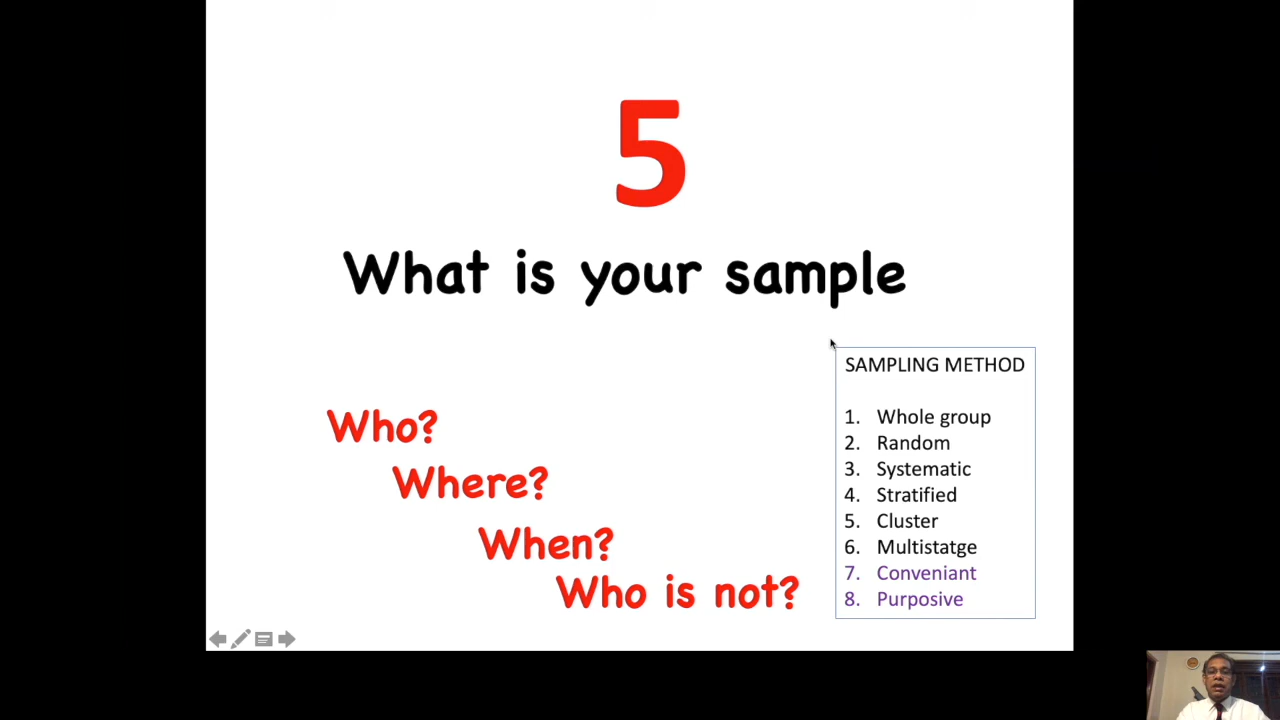 5
What is your sample
Who?
Where?
When?
Who is not?
SAMPLING METHOD
1. Whole group
2. Random
3. Systematic
4. Stratified
5. Cluster
6. Multistatge
7. Conveniant
8. Purposive